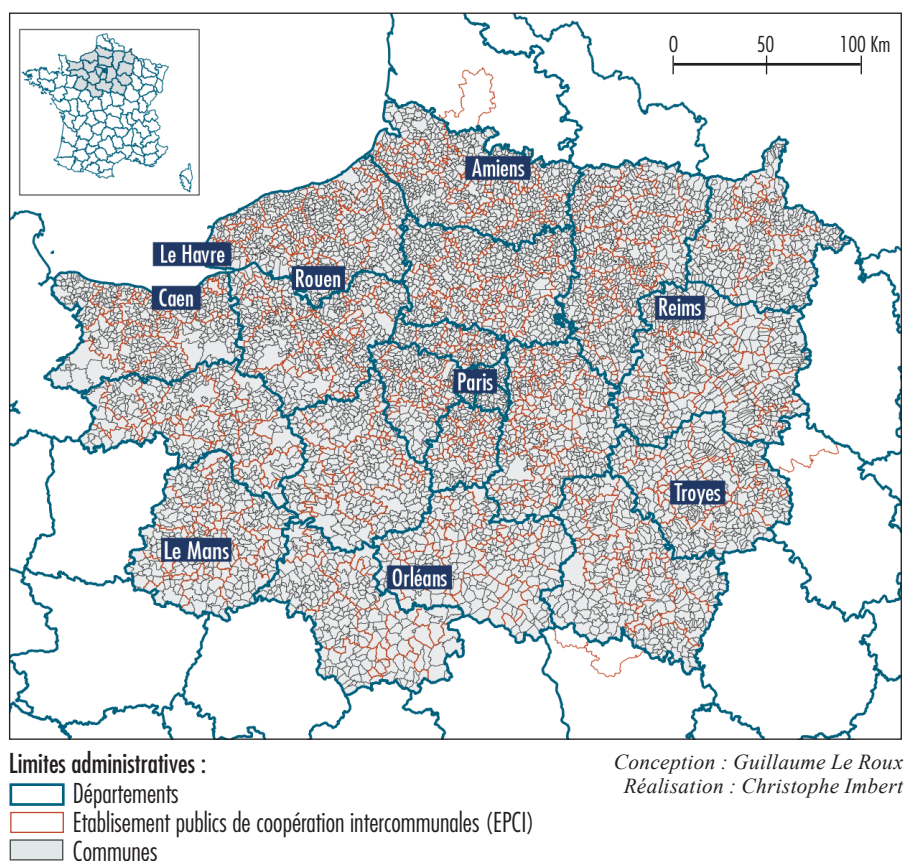 0 50 100 Km
Amiens
Le Havre
Rouen
Caen
Reims
Paris
Troyes
Le Mans
Orléans
Limites administratives :
Départements
Etablisement publics de coopération intercommunales (EPCI)
Communes
Conception : Guillaume Le Roux
Réalisation : Christophe Imbert